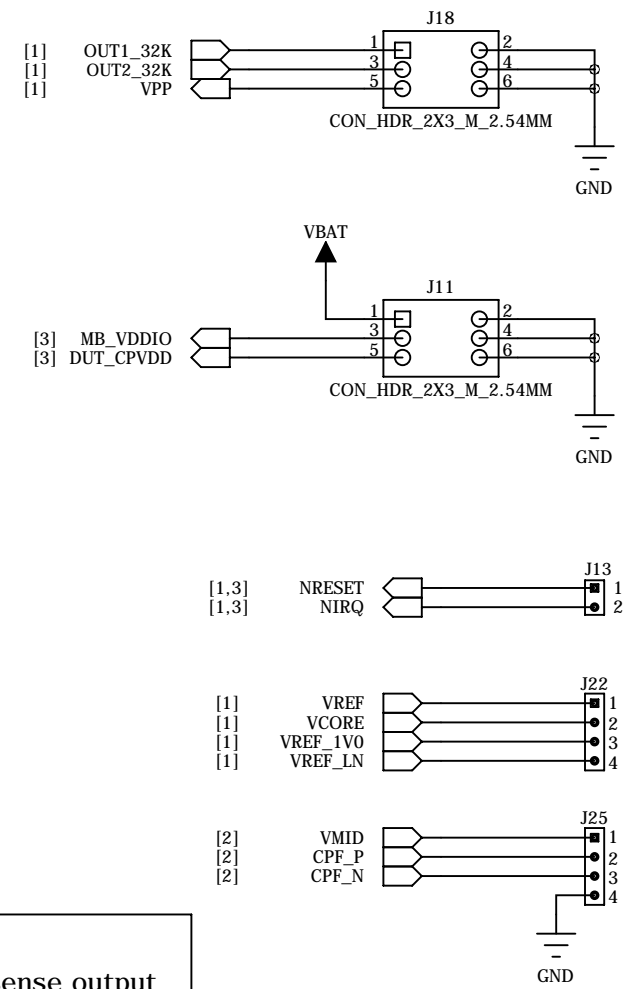 J18
[1] OUT1_32K 1 2
[1] OUT2_32K 3 4
[1] VPP 5 6
CON_HDR_2X3_M_2.54MM
GND
VBAT
J11
1 2
[3] MB_VDDIO 3 4
[3] DUT_CPVDD 5 6
CON_HDR_2X3_M_2.54MM
GND
J13
[1,3] NRESET 1
[1,3] NIRQ 2
J22
[1] VREF 1
[1] VCORE 2
[1] VREF_1V0 3
[1] VREF_LN 4
J25
[2] VMID 1
[2] CPF_P 2
[2] CPF_N 3
4
GND
output